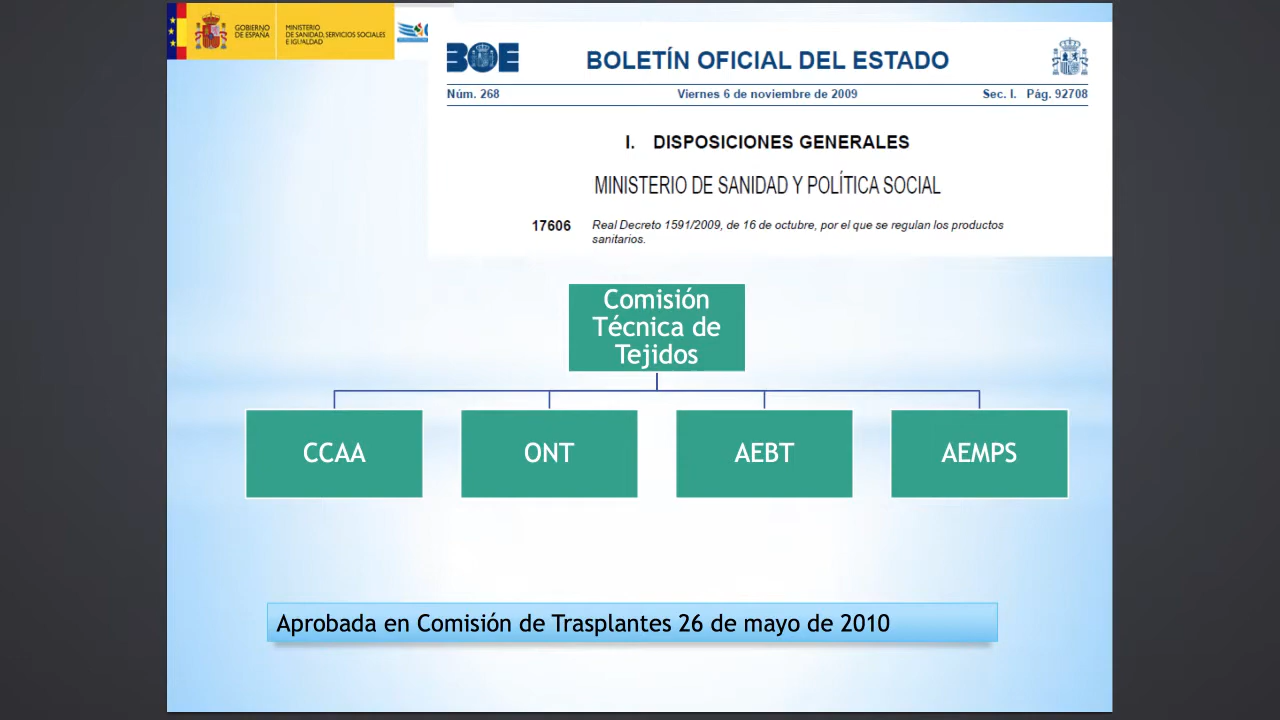 GOBIERNO
DE ESPAÑA
MINISTERIO
DE SANIDAD, SERVICIOS SOCIALES
E IGUALDAD
BOE
BOLETÍN OFICIAL DEL ESTADO
Núm. 268
Viernes 6 de noviembre de 2009
Sec. I. Pág. 92708
I. DISPOSICIONES GENERALES
MINISTERIO DE SANIDAD Y POLÍTICA SOCIAL
17606
Real Decreto 1591/2009, de 16 de octubre, por el que se regulan los productos
sanitarios.
Comisión
Técnica de
Tejidos
CCAA
ONT
AEBT
AEMPS
Aprobada en Comisión de Trasplantes 26 de mayo de 2010